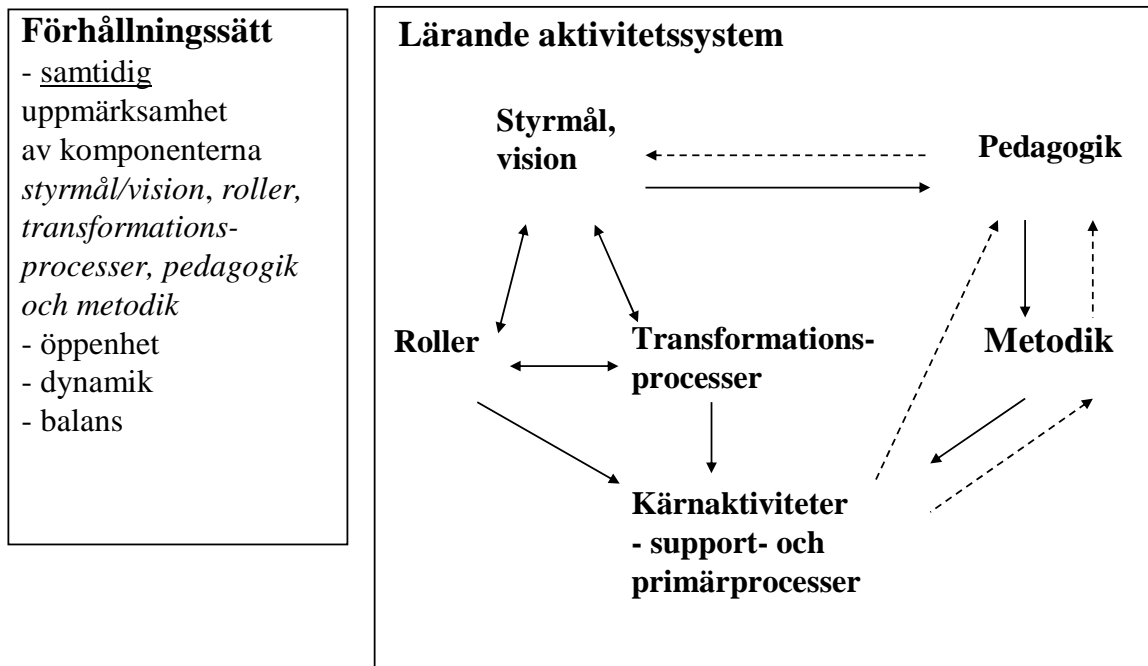 Förhållningssätt
- samtidig
uppmärksamhet
av komponenterna
styrmål/vision, roller,
transformations-
processer, pedagogik
och metodik
- öppenhet
- dynamik
- balans
Lärande aktivitetssystem
Styrmål,
vision
Pedagogik
Roller
Transformations-
processer
Metodik
Kärnaktiviteter
- support- och
primärprocesser